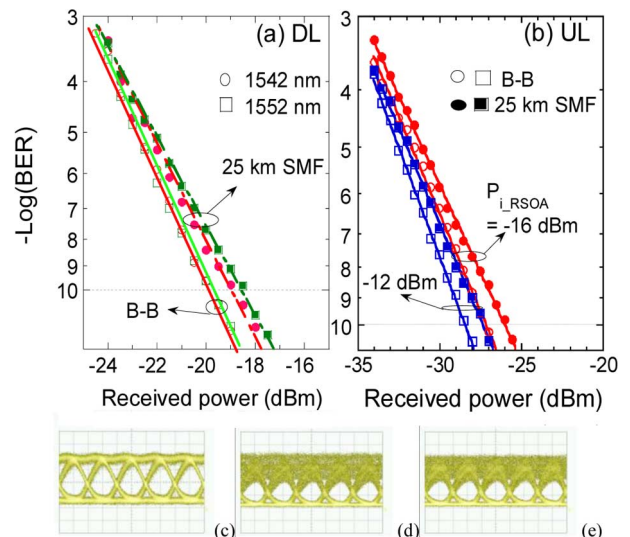 (a) DL
1542 nm
1552 nm
25 km SMF
B-B
3
4
5
6
7
8
9
10
-Log(BER)
-24
-22
-20
-18
-16
Received power (dBm)
(b) UL
B-B
25 km SMF
P i_RSOA
= -16 dBm
-12 dBm
3
4
5
6
7
8
9
10
-35
-30
-25
-20
Received power (dBm)
(c)
(d)
(e)